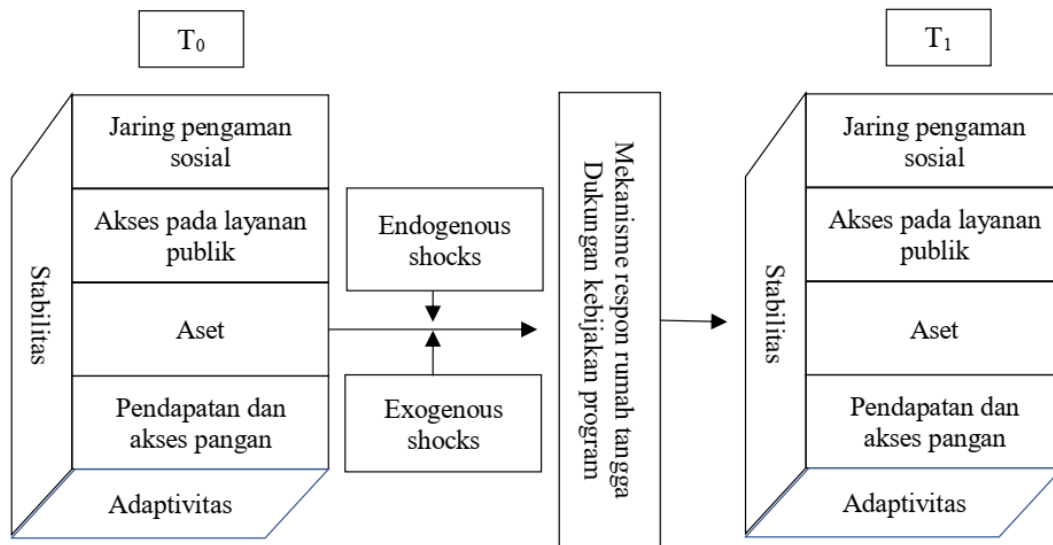 T₀
T₁
Stabilitas
Jaring pengaman
sosial
Akses pada layanan
publik
Aset
Pendapatan dan
akses pangan
Adaptivitas
Endogenous
shocks
Exogenous
shocks
Mekanisme respon rumah tangga
Dukungan kebijakan program
Stabilitas
Jaring pengaman
sosial
Akses pada layanan
publik
Aset
Pendapatan dan
akses pangan
Adaptivitas